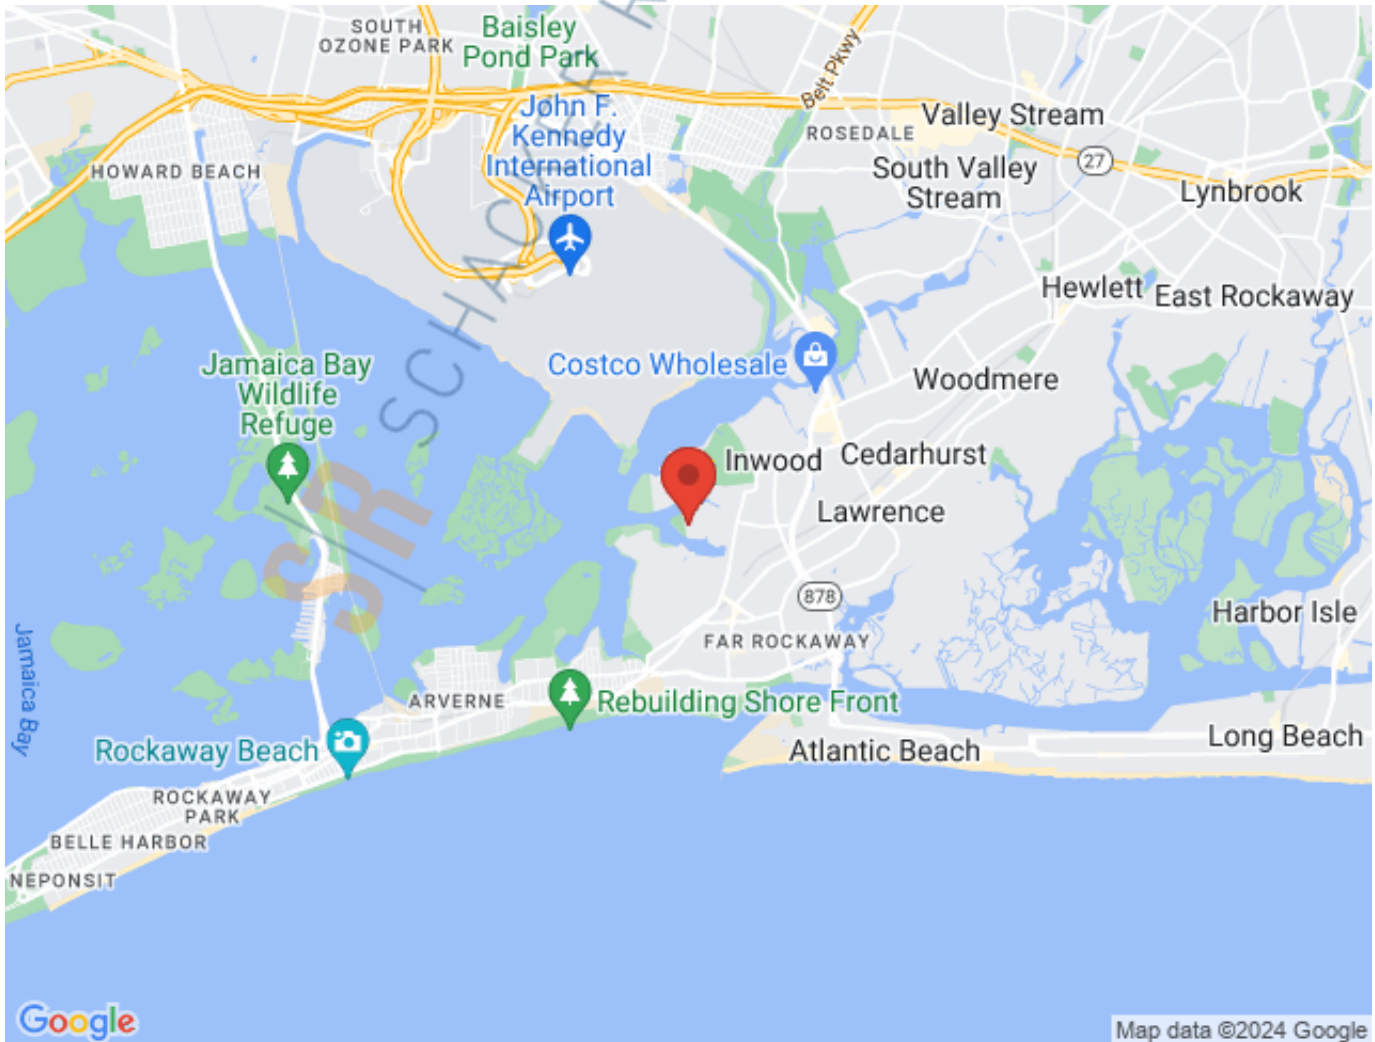 SOUTH
OZONE PARK
Baisley
Pond Park
Belt Pkwy
John F.
Kennedy
International
Airport
ROSEDALE
Valley Stream
27
HOWARD BEACH
South Valley
Stream
Lynbrook
Hewlett
East Rockaway
Jamaica Bay
Wildlife
Refuge
Costco Wholesale
Woodmere
Inwood
Cedarhurst
Lawrence
SIR
SCHAOVER R
878
Harbor Isle
Jamaica Bay
FAR ROCKAWAY
ARVERNE
Rebuilding Shore Front
Rockaway Beach
Atlantic Beach
Long Beach
ROCKAWAY
PARK
BELLE HARBOR
NEPONSIT
Google
Map data ©2024 Google